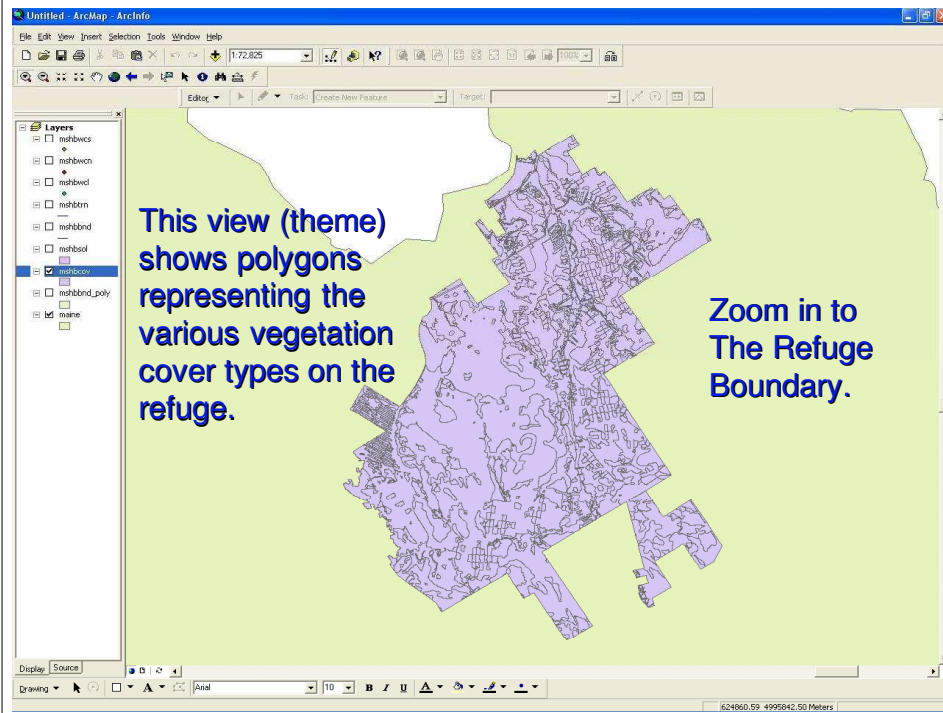 Untitled - ArcMap - ArcInfo
File Edit View Insert Selection Tools Window Help
1:72,825
100%
Editor Task: Create New Feature Target:
Layers
mshbwcs
mshbwcn
mshbwcl
mshbtrn
mshbbnd
mshbsol
mshbcov
mshbbnd_poly
maine
This view (theme)
shows polygons
representing the
various vegetation
cover types on the
refuge.
Zoom in to
The Refuge
Boundary.
Display Source
Drawing A Arial 10 B I U A
624860.59 4995842.50 Meters